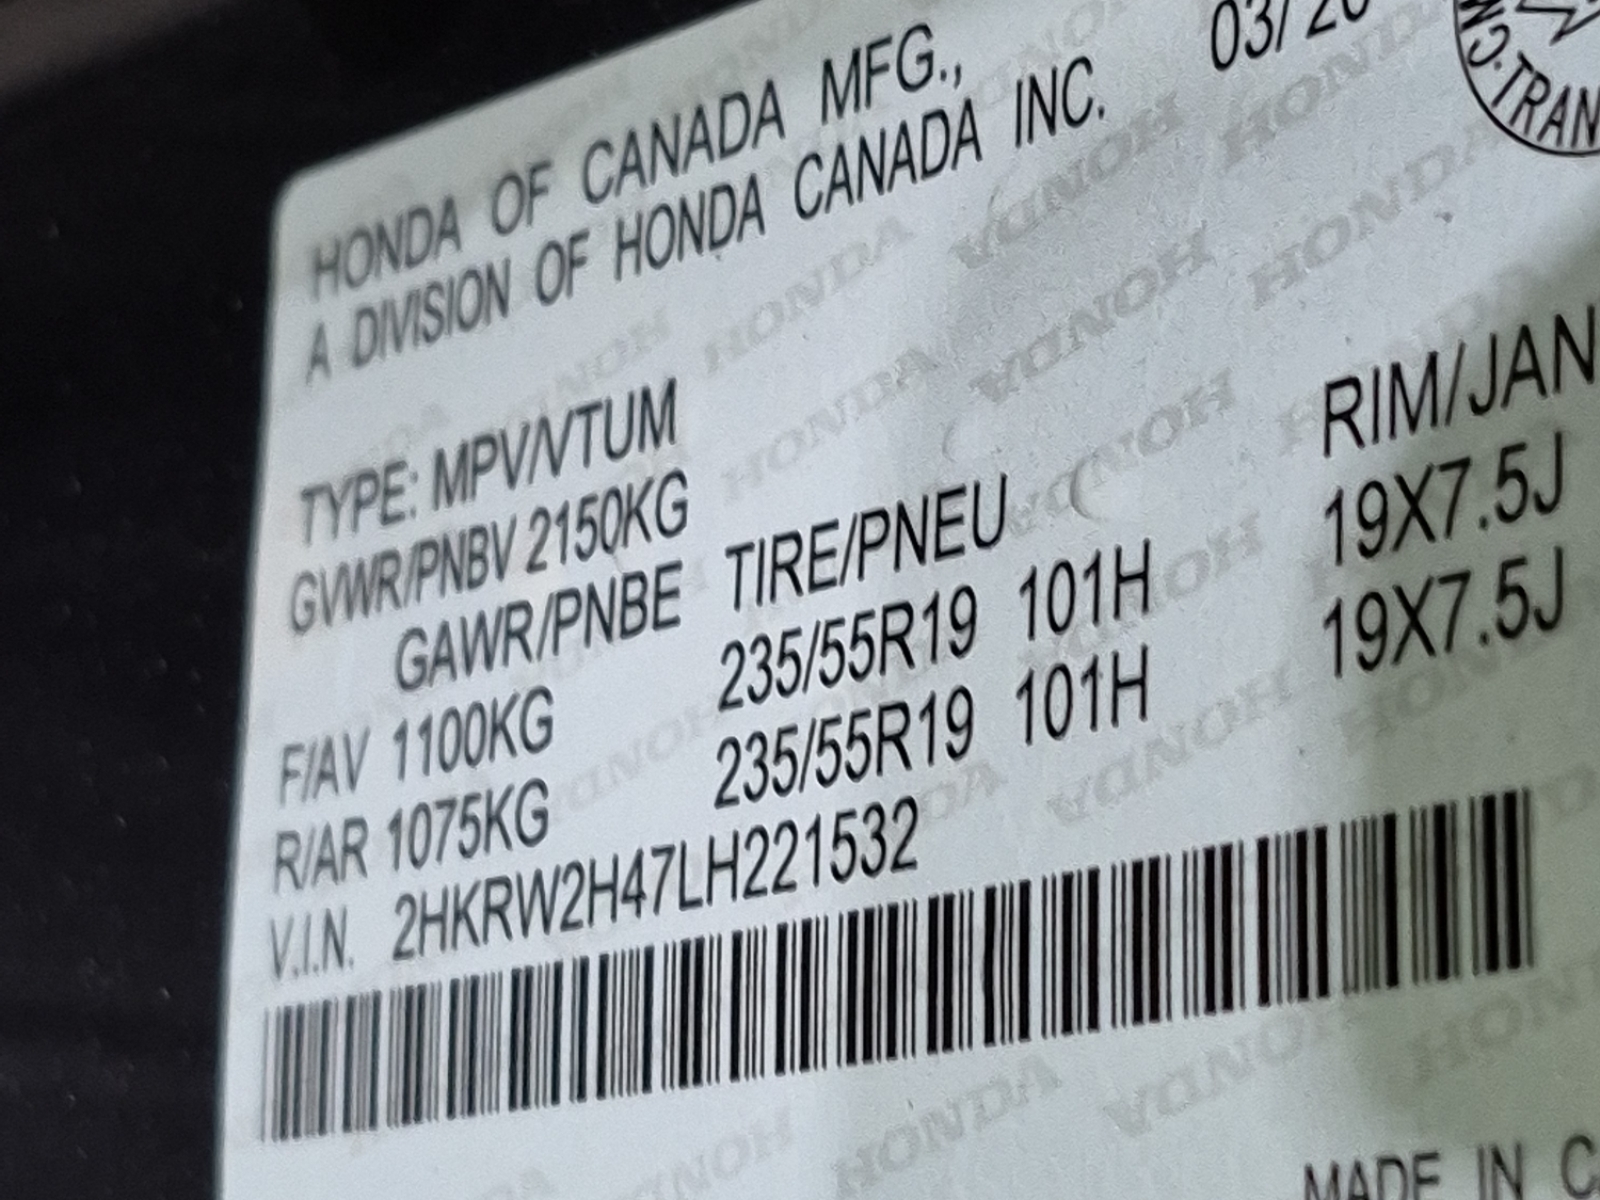 HONDA OF CANADA MFG., 03/20
A DIVISION OF HONDA CANADA INC.
TYPE: MPV/VTUM
GVWR/PNBV 2150KG
GAWR/PNBE TIRE/PNEU RIM/JAN
F/AV 1100KG 235/55R19 101H 19X7.5J
R/AR 1075KG 235/55R19 101H 19X7.5J
V.I.N. 2HKRW2H47LH221532
MADE IN C